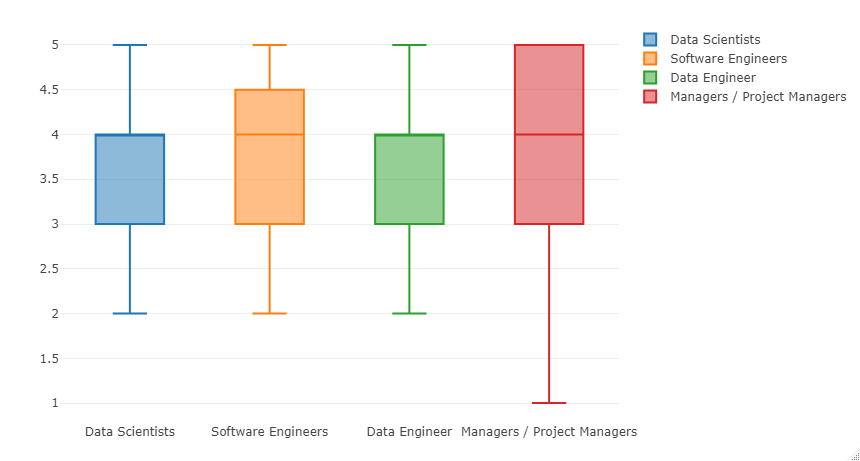 5
4.5
4
3.5
3
2.5
2
1.5
1
Data Scientists
Software Engineers
Data Engineer
Managers / Project Managers
Data Scientists
Software Engineers
Data Engineer
Managers / Project Managers